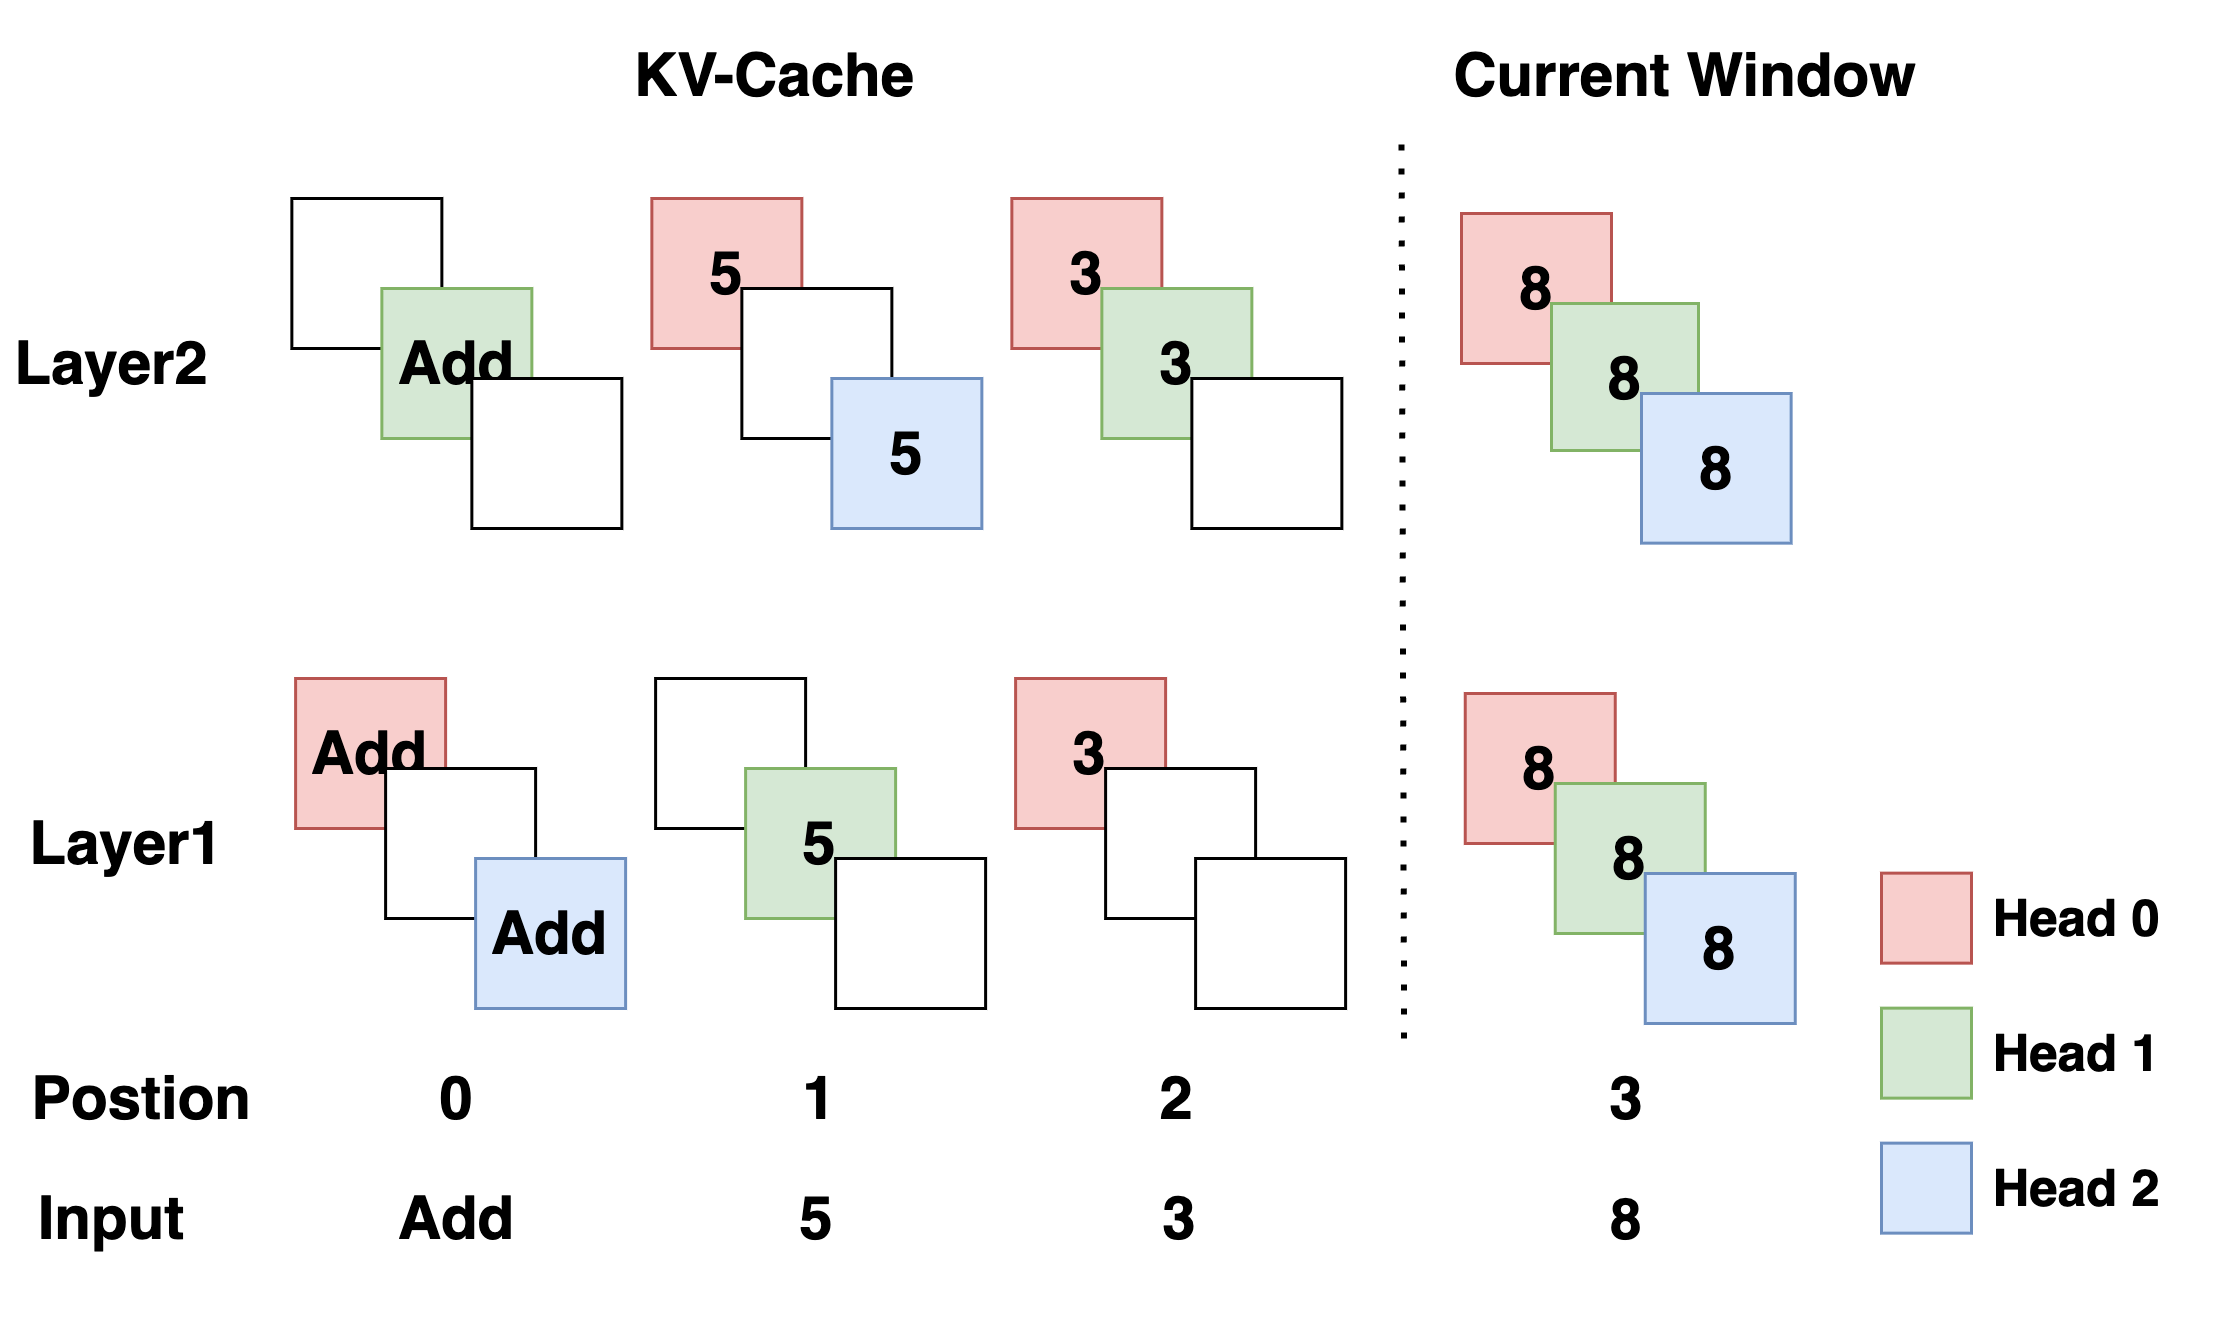 KV-Cache
Current Window
Layer2
Add
5
5
3
3
8
8
8
Layer1
Add
Add
5
3
8
8
8
Head 0
Head 1
Head 2
Postion 0 1 2 3
Input Add 5 3 8